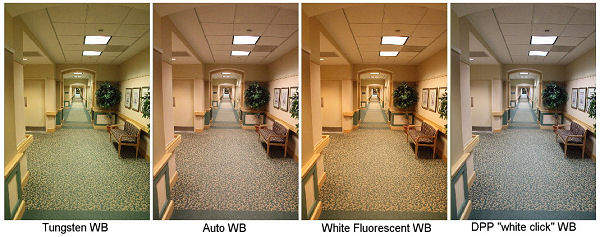 Tungsten WB
Auto WB
White Fluorescent WB
DPP "white click" WB